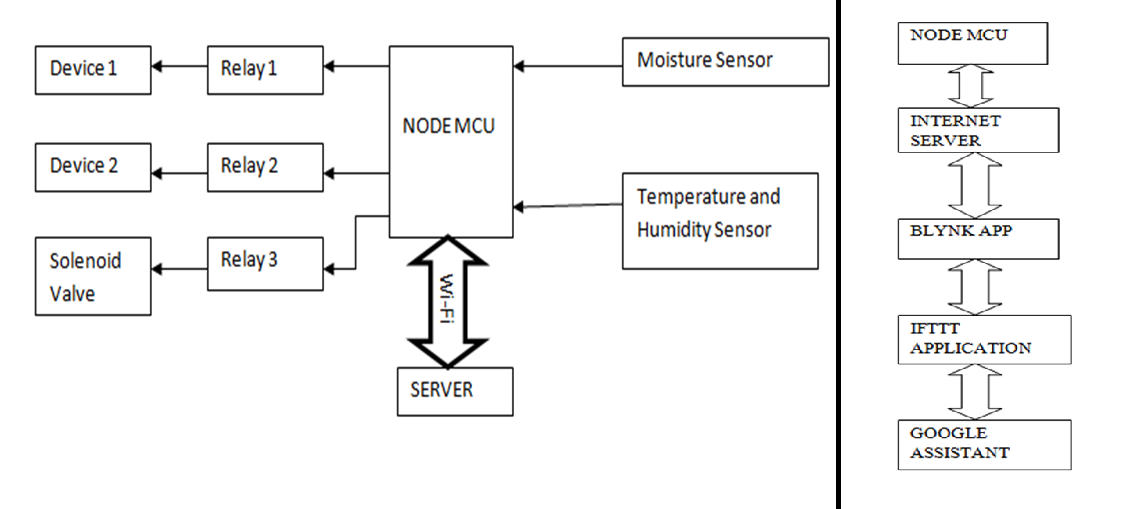 Device 1
Relay 1
NODE MCU
Moisture Sensor
Device 2
Relay 2
Temperature and
Humidity Sensor
Solenoid
Valve
Relay 3
Wi-Fi
SERVER
NODE MCU
INTERNET
SERVER
BLYNK APP
IFTTT
APPLICATION
GOOGLE
ASSISTANT